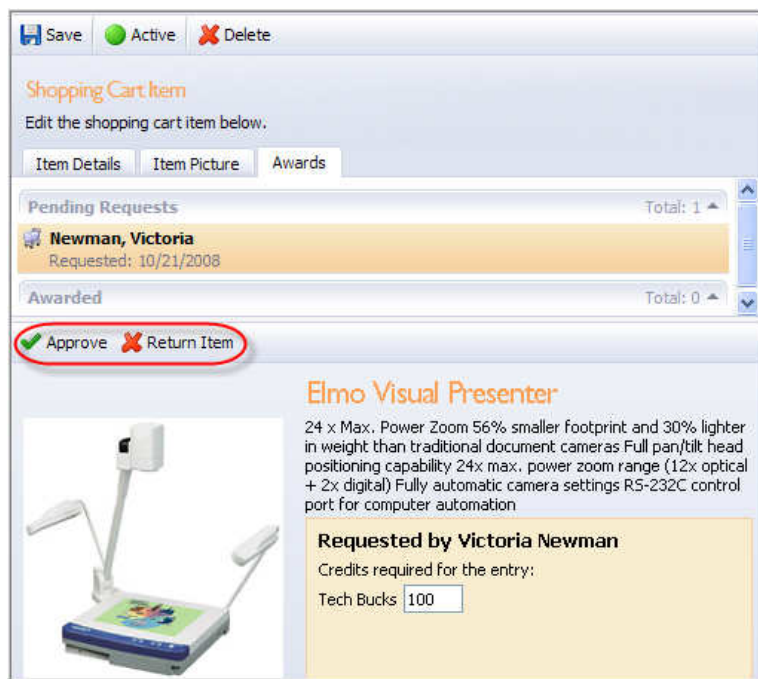 Save Active Delete
Shopping Cart Item
Edit the shopping cart item below.
Item Details Item Picture Awards
Pending Requests Total: 1
Newman, Victoria
Requested: 10/21/2008
Awarded Total: 0
Approve Return Item
Elmo Visual Presenter
24 x Max. Power Zoom 56% smaller footprint and 30% lighter
in weight than traditional document cameras Full pan/tilt head
positioning capability 24x max. power zoom range (12x optical
+ 2x digital) Fully automatic camera settings RS-232C control
port for computer automation
Requested by Victoria Newman
Credits required for the entry:
Tech Bucks 100